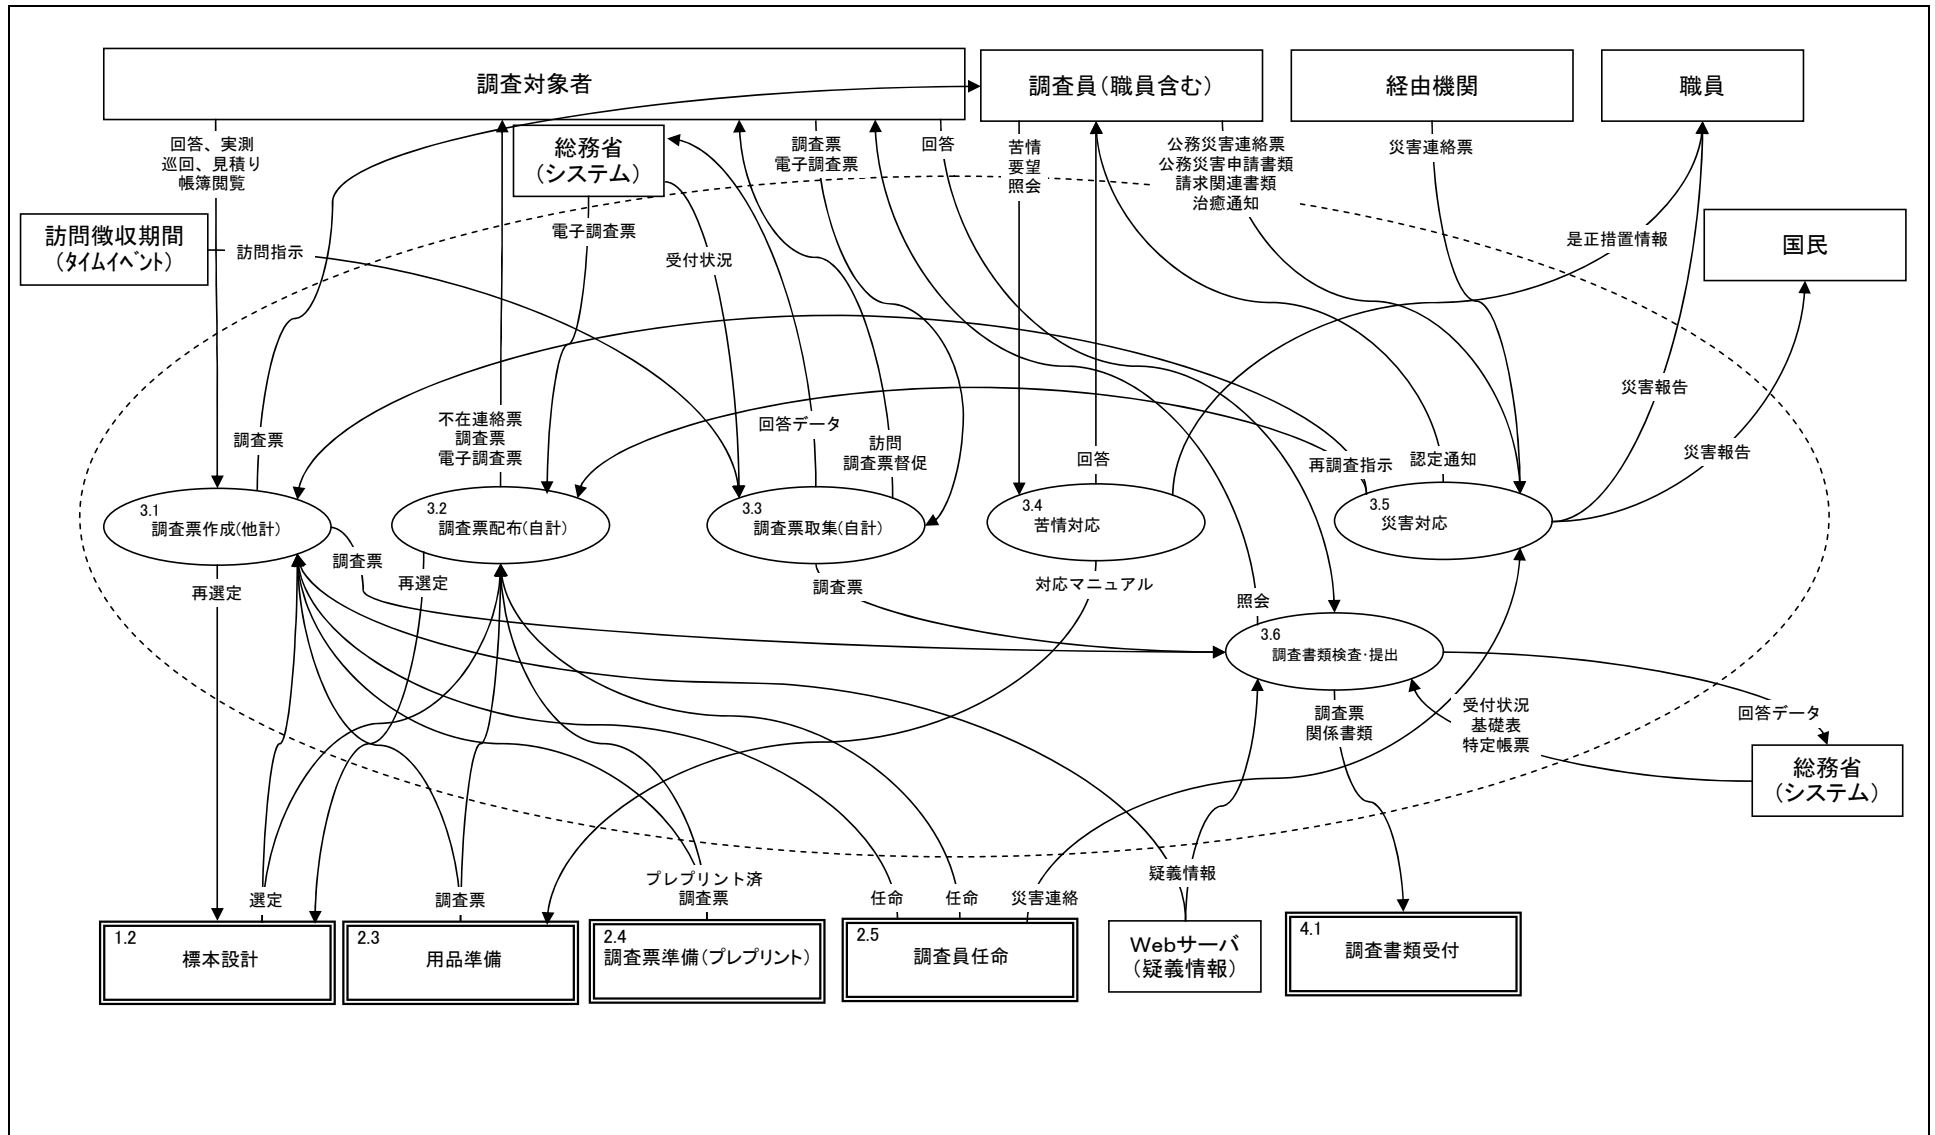 調査対象者
調査員(職員含む)
経由機関
職員
回答、実測
巡回、見積り
帳簿閲覧
総務省
(システム)
調査票
電子調査票
回答
苦情
要望
照会
公務災害連絡票
公務災害申請書類
請求関連書類
治癒通知
災害連絡票
訪問徴収期間
(タイムイベント)
訪問指示
電子調査票
受付状況
是正措置情報
国民
調査票
不在連絡票
調査票
電子調査票
回答データ
訪問
調査票督促
回答
再調査指示
認定通知
災害報告
災害報告
3.1
調査票作成(他計)
3.2
調査票配布(自計)
3.3
調査票取集(自計)
3.4
苦情対応
3.5
災害対応
調査票
再選定
再選定
調査票
対応マニュアル
照会
3.6
調査書類検査・提出
調査票
関係書類
受付状況
基礎表
特定帳票
回答データ
総務省
(システム)
選定
調査票
プレプリント済
調査票
任命
任命
災害連絡
疑義情報
1.2
標本設計
2.3
用品準備
2.4
調査票準備(プレプリント)
2.5
調査員任命
Webサーバ
(疑義情報)
4.1
調査書類受付